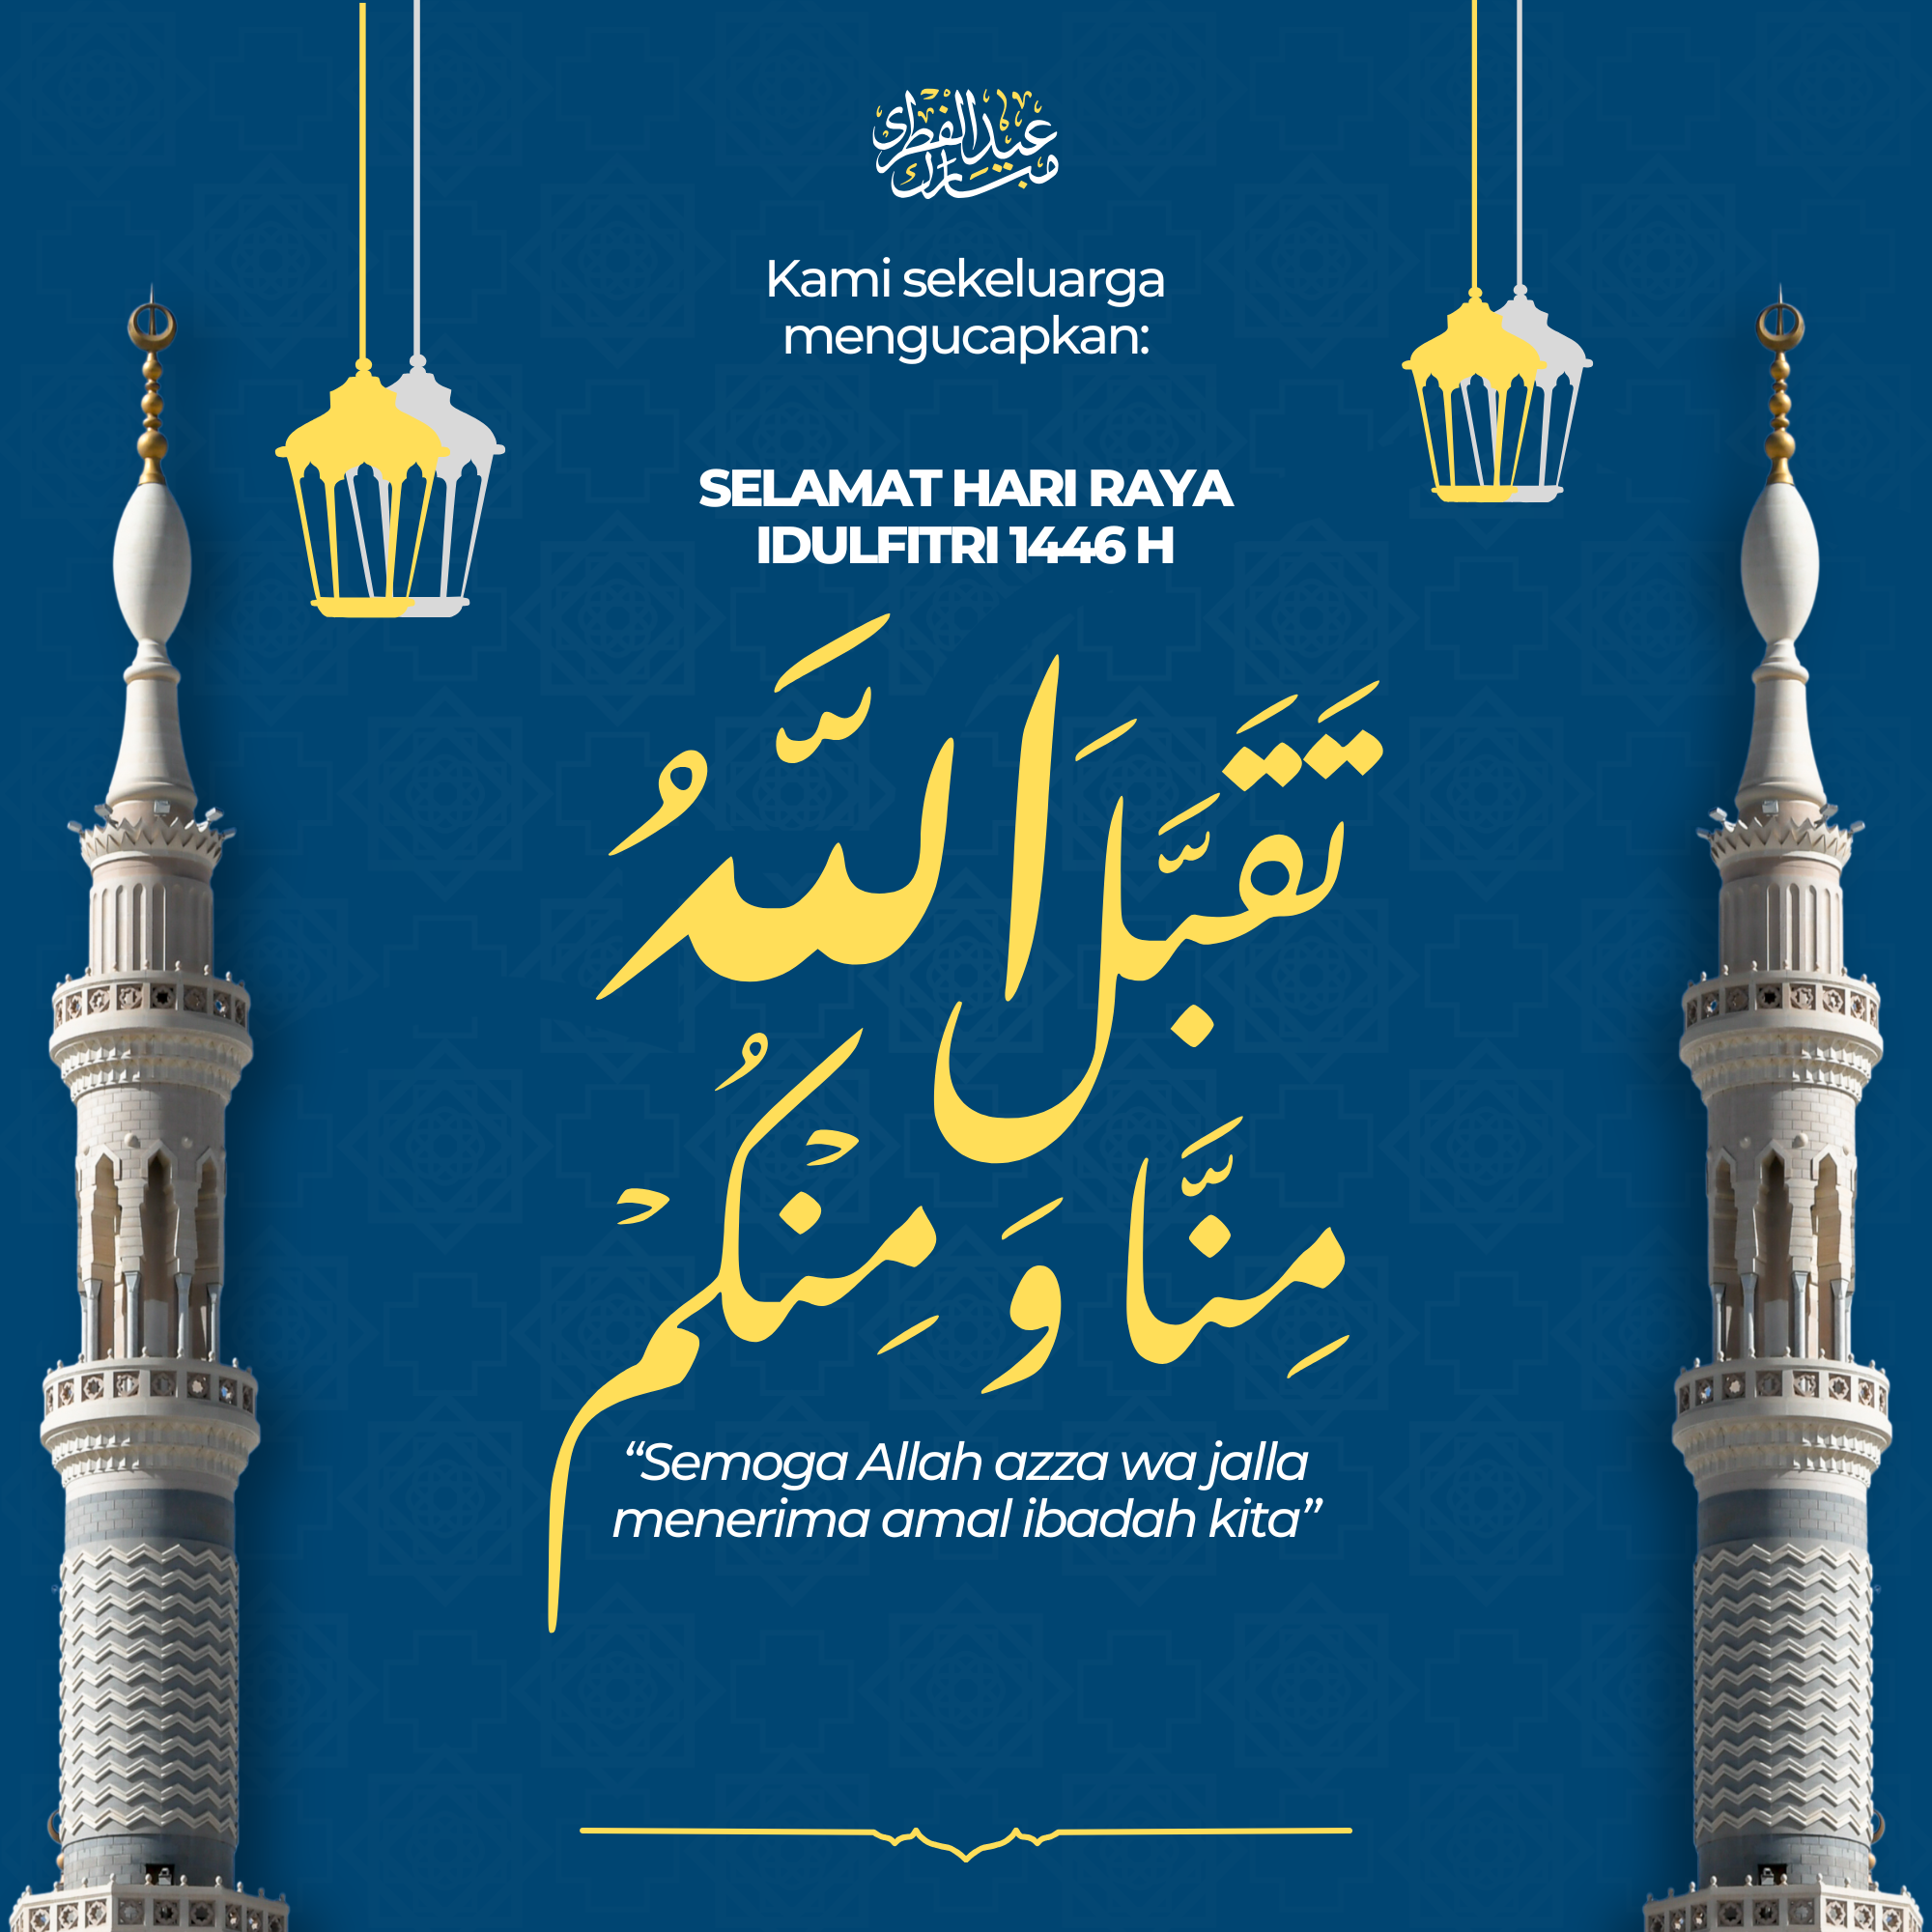 عيد الفطر
مبارك
Kami sekeluarga
mengucapkan:
SELAMAT HARI RAYA
IDULFITRI 1446 H
تَقَبَّلَ اللَّهُ
مِنَّا وَمِنْكُمْ
“Semoga Allah azza wa jalla
menerima amal ibadah kita”